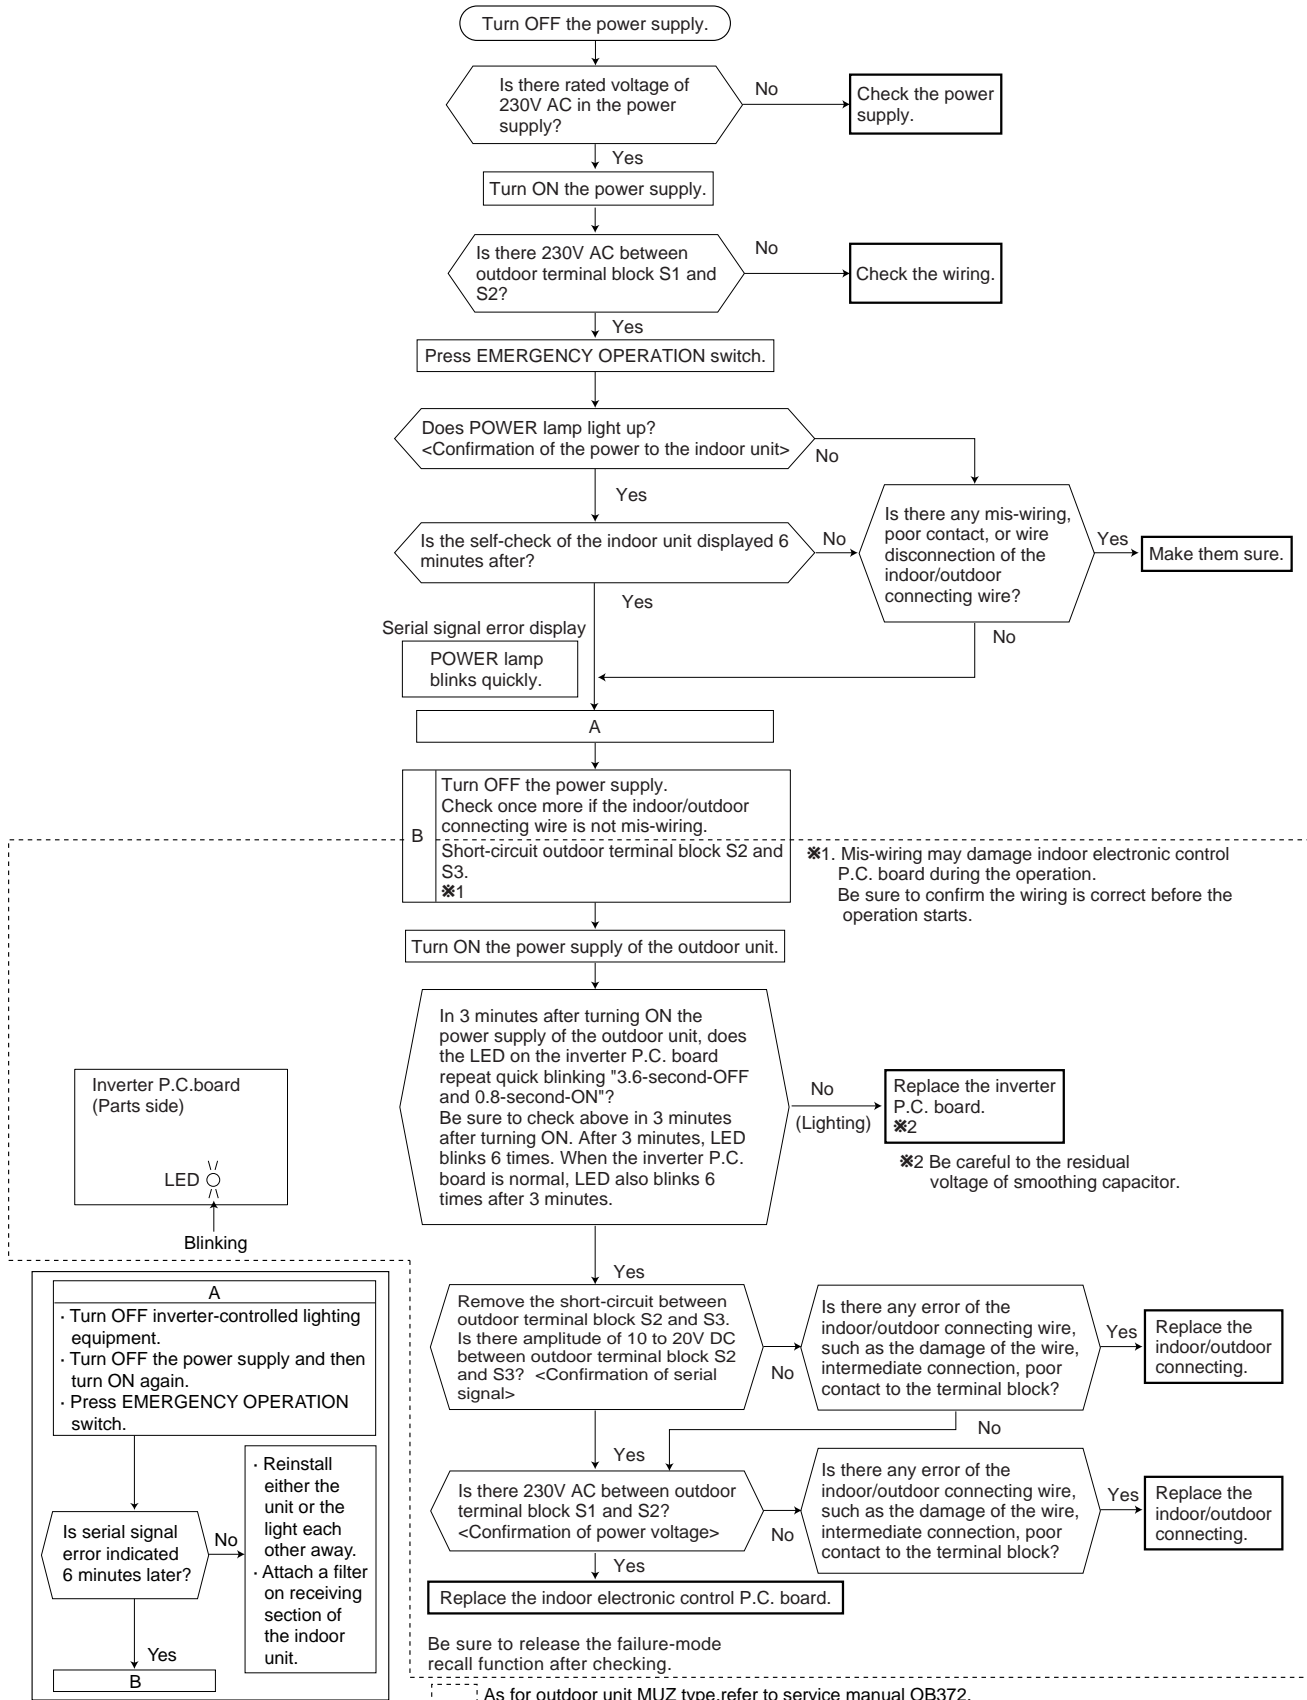 Turn OFF the power supply.
Is there rated voltage of
230V AC in the power
supply?
No
Check the power
supply.
Yes
Turn ON the power supply.
Is there 230V AC between
outdoor terminal block S1 and
S2?
No
Check the wiring.
Yes
Press EMERGENCY OPERATION switch.
Does POWER lamp light up?
<Confirmation of the power to the indoor unit>
No
Yes
Is the self-check of the indoor unit displayed 6
minutes after?
No
Is there any mis-wiring,
poor contact, or wire
disconnection of the
indoor/outdoor
connecting wire?
Yes
Make them sure.
Yes
No
Serial signal error display
POWER lamp
blinks quickly.
A
B
Turn OFF the power supply.
Check once more if the indoor/outdoor
connecting wire is not mis-wiring.
Short-circuit outdoor terminal block S2 and
S3.
※1
※1. Mis-wiring may damage indoor electronic control
P.C. board during the operation.
Be sure to confirm the wiring is correct before the
operation starts.
Turn ON the power supply of the outdoor unit.
In 3 minutes after turning ON the
power supply of the outdoor unit, does
the LED on the inverter P.C. board
repeat quick blinking "3.6-second-OFF
and 0.8-second-ON"?
Be sure to check above in 3 minutes
after turning ON. After 3 minutes, LED
blinks 6 times. When the inverter P.C.
board is normal, LED also blinks 6
times after 3 minutes.
No
(Lighting)
Replace the inverter
P.C. board.
※2
※2 Be careful to the residual
voltage of smoothing capacitor.
Inverter P.C.board
(Parts side)
LED
Blinking
Yes
Remove the short-circuit between
outdoor terminal block S2 and S3.
Is there amplitude of 10 to 20V DC
between outdoor terminal block S2
and S3? <Confirmation of serial
signal>
No
Is there any error of the
indoor/outdoor connecting wire,
such as the damage of the wire,
intermediate connection, poor
contact to the terminal block?
Yes
Replace the
indoor/outdoor
connecting.
No
Yes
Is there 230V AC between outdoor
terminal block S1 and S2?
<Confirmation of power voltage>
No
Is there any error of the
indoor/outdoor connecting wire,
such as the damage of the wire,
intermediate connection, poor
contact to the terminal block?
Yes
Replace the
indoor/outdoor
connecting.
Yes
Replace the indoor electronic control P.C. board.
Be sure to release the failure-mode
recall function after checking.
A
· Turn OFF inverter-controlled lighting
equipment.
· Turn OFF the power supply and then
turn ON again.
· Press EMERGENCY OPERATION
switch.
Is serial signal
error indicated
6 minutes later?
No
· Reinstall
either the
unit or the
light each
other away.
· Attach a filter
on receiving
section of
the indoor
unit.
Yes
B
As for outdoor unit MUZ type,refer to service manual OB372.